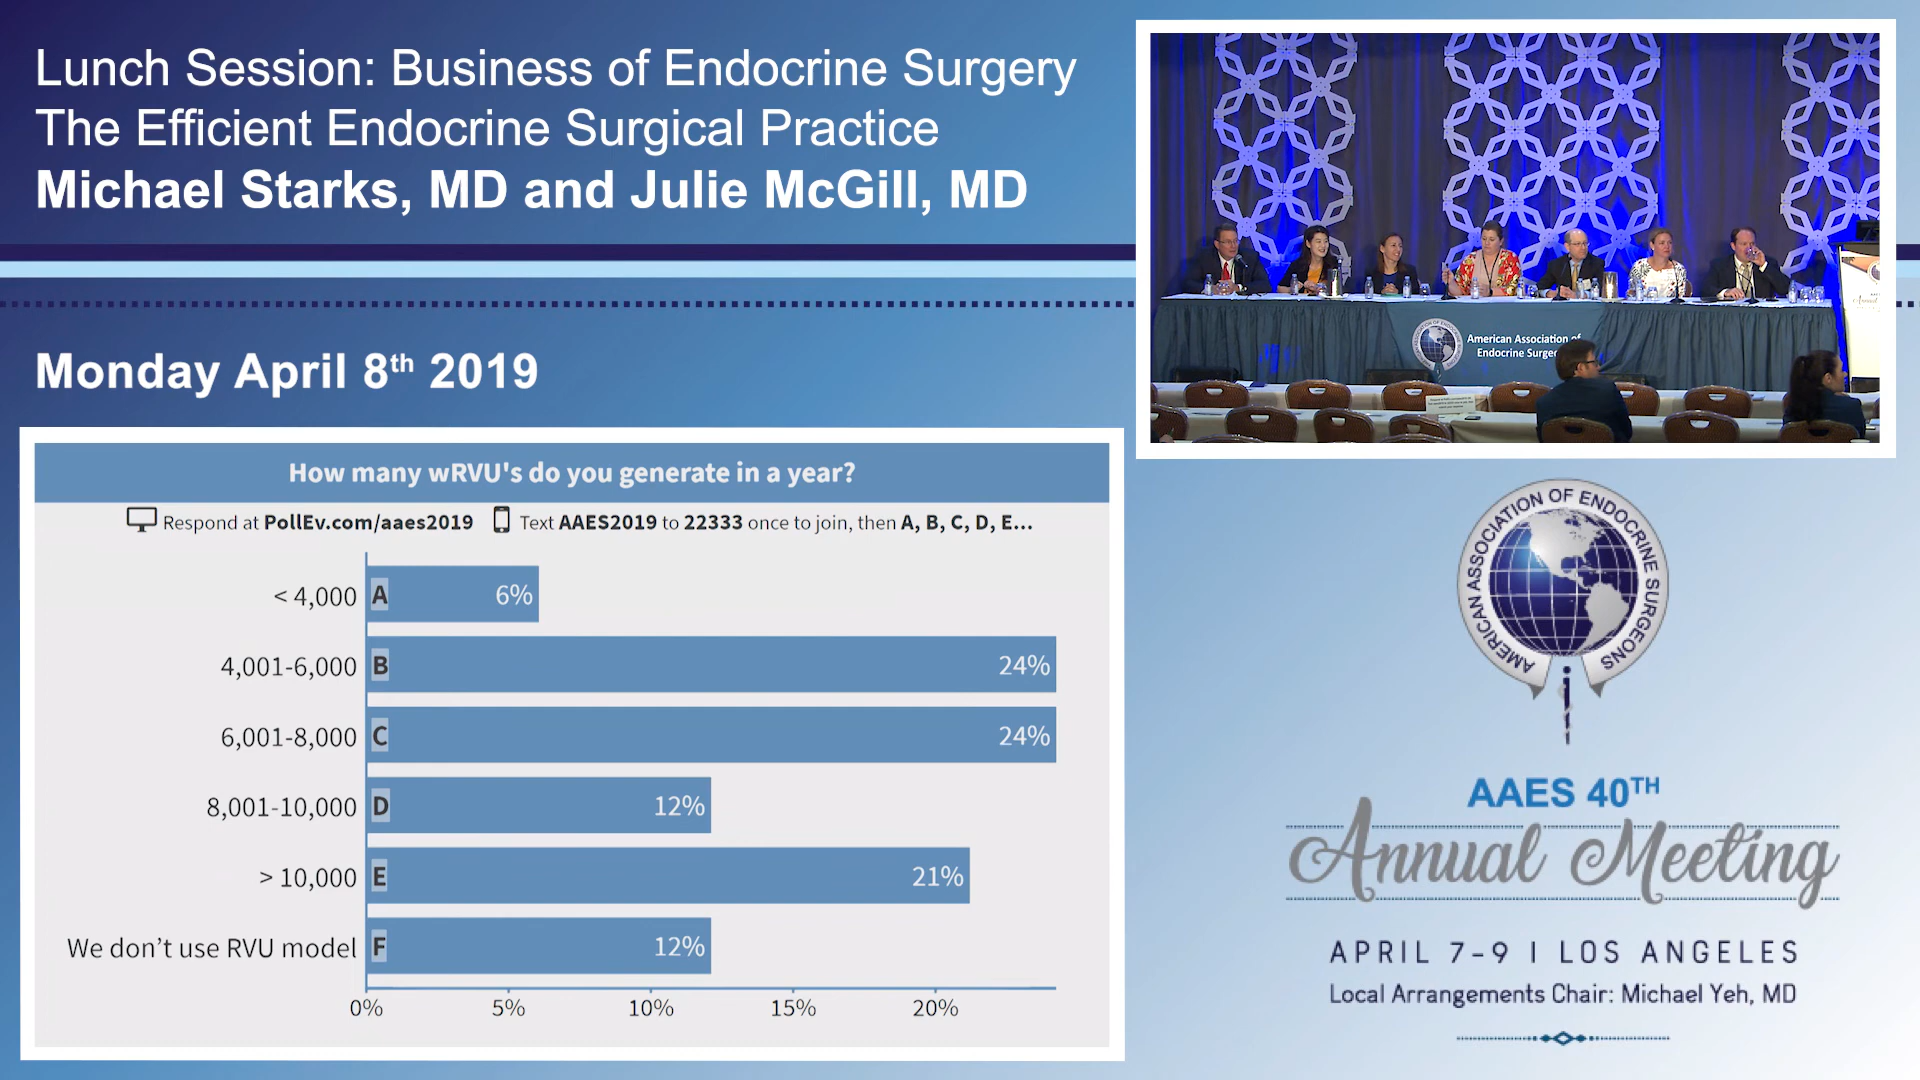 Lunch Session: Business of Endocrine Surgery
The Efficient Endocrine Surgical Practice
Michael Starks, MD and Julie McGill, MD
Monday April 8th 2019
How many wRVU's do you generate in a year?
Respond at PollEv.com/aaes2019 Text AAES2019 to 22333 once to join, then A, B, C, D, E...
< 4,000 A 6%
4,001-6,000 B 24%
6,001-8,000 C 24%
8,001-10,000 D 12%
> 10,000 E 21%
We don't use RVU model F 12%
0% 5% 10% 15% 20%
American Association of
Endocrine Surge
AMERICAN ASSOCIATION OF ENDOCRINE SURGEONS
AAES 40TH
Annual Meeting
APRIL 7-9 | LOS ANGELES
Local Arrangements Chair: Michael Yeh, MD